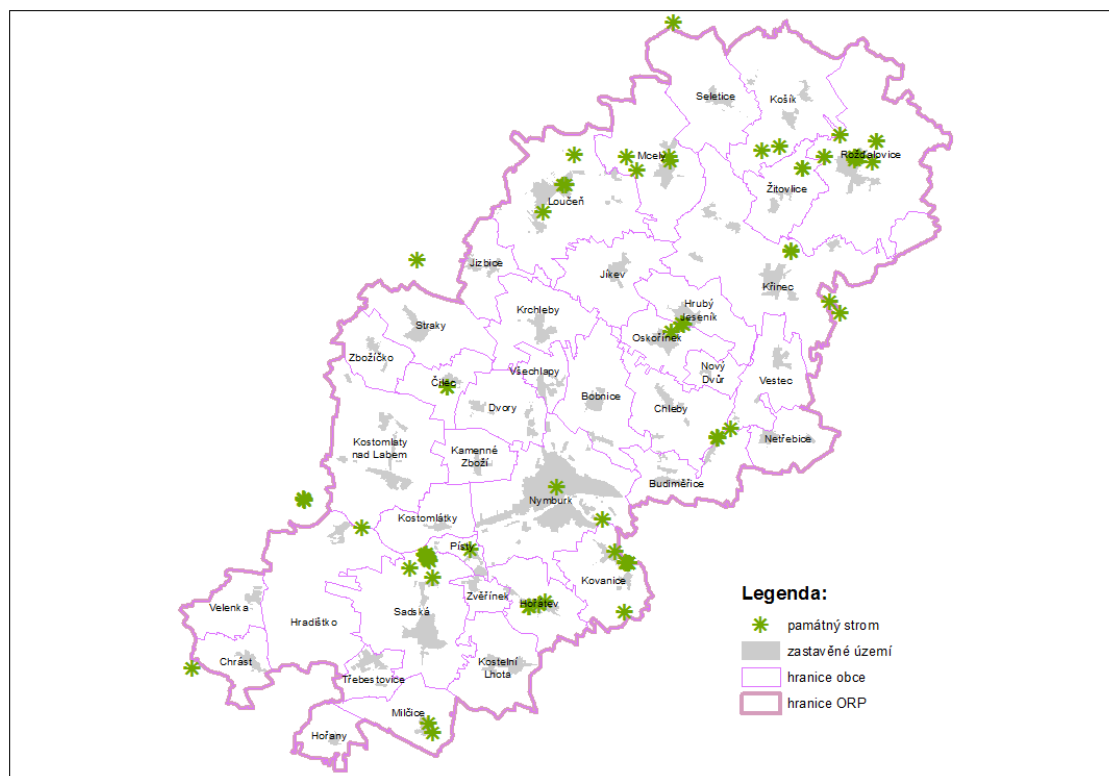 Seletice
Košík
Mcely
Rožďalovice
Žitovlice
Loučeň
Jizbice
Jíkev
Křinec
Hrubý
Jeseník
Krchleby
Straky
Oskořínek
Zbožíčko
Všechlapy
Nový
Dvůr
Vestec
Čilec
Bobnice
Dvory
Chleby
Kostomlaty
nad Labem
Netřebice
Kamenné
Zboží
Budiměřice
Nymburk
Kostomlátky
Písty
Kovanice
Zvěřínek
Hořátev
Velenka
Sadská
Hradištko
Chrást
Kostelní
Lhota
Třebestovice
Milčice
Hořany
Legenda:
památný strom
zastavěné území
hranice obce
hranice ORP